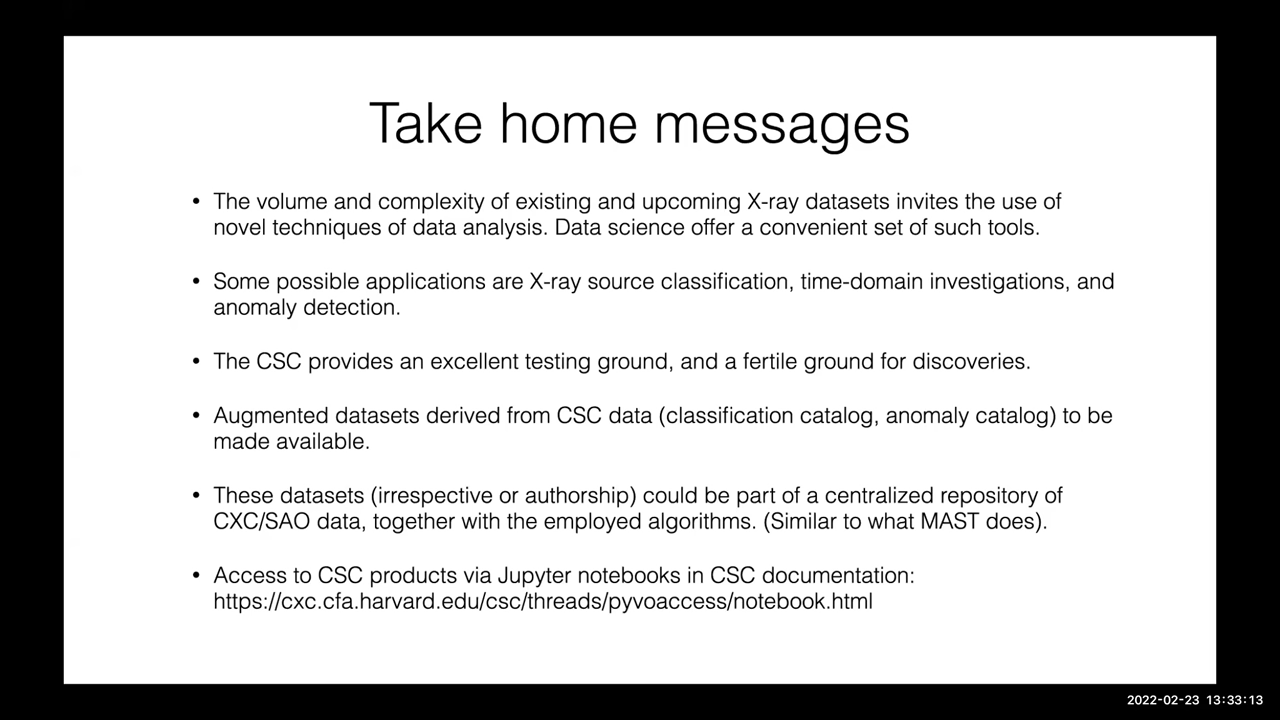 Take home messages
• The volume and complexity of existing and upcoming X-ray datasets invites the use of
novel techniques of data analysis. Data science offer a convenient set of such tools.
• Some possible applications are X-ray source classification, time-domain investigations, and
anomaly detection.
• The CSC provides an excellent testing ground, and a fertile ground for discoveries.
• Augmented datasets derived from CSC data (classification catalog, anomaly catalog) to be
made available.
• These datasets (irrespective or authorship) could be part of a centralized repository of
CXC/SAO data, together with the employed algorithms. (Similar to what MAST does).
• Access to CSC products via Jupyter notebooks in CSC documentation:
https://cxc.cfa.harvard.edu/csc/threads/pyvoaccess/notebook.html
2022-02-23 13:33:13